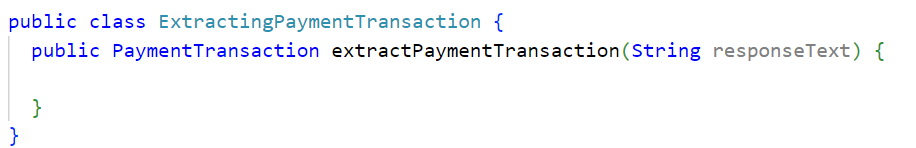 public class ExtractingPaymentTransaction {
public PaymentTransaction extractPaymentTransaction(String responseText) {
}
}